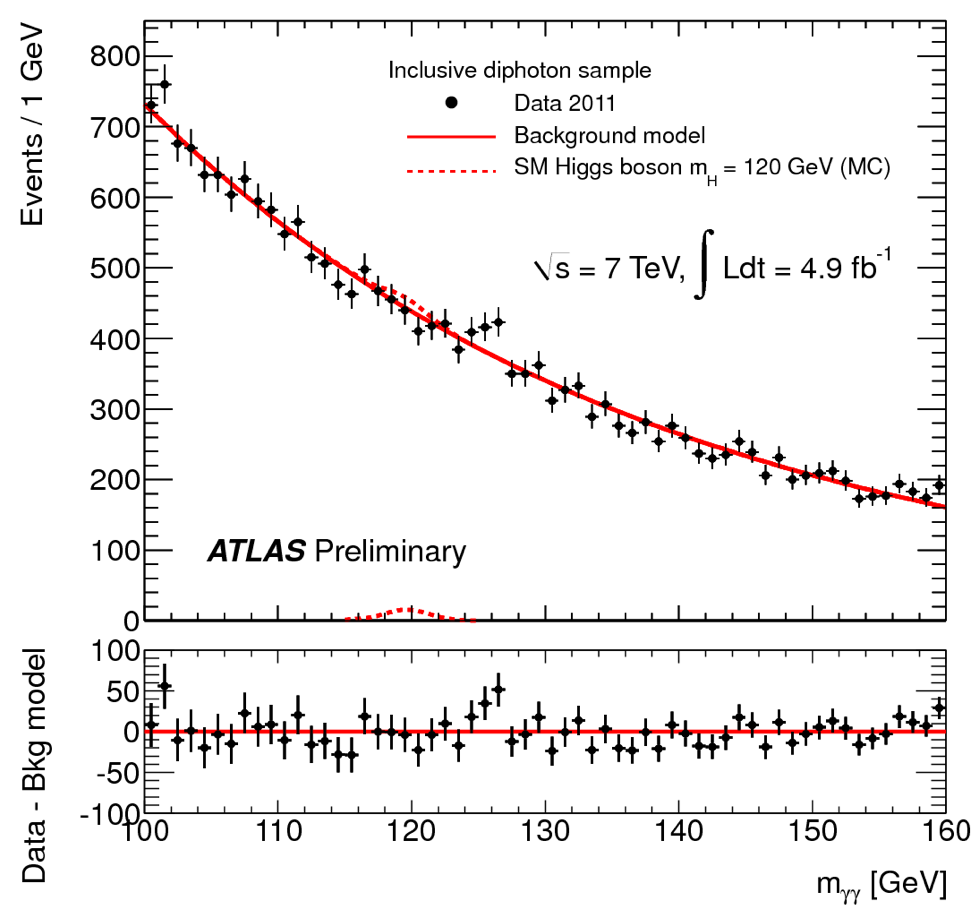 Events / 1 GeV
800
700
600
500
400
300
200
100
0
Inclusive diphoton sample
Data 2011
Background model
SM Higgs boson m_H = 120 GeV (MC)
√s = 7 TeV, ∫ Ldt = 4.9 fb⁻¹
ATLAS Preliminary
Data - Bkg model
100
50
0
-50
-100
100 110 120 130 140 150 160
m_γγ [GeV]